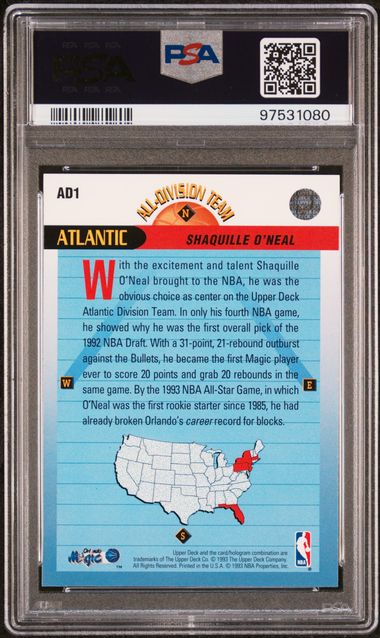 PSA
PSA
97531080
AD1
ALL-DIVISION TEAM
N
ATLANTIC
SHAQUILLE O'NEAL
With the excitement and talent Shaquille
O'Neal brought to the NBA, he was the
obvious choice as center on the Upper Deck
Atlantic Division Team. In only his fourth NBA game,
he showed why he was the first overall pick of the
1992 NBA Draft. With a 31-point, 21-rebound outburst
against the Bullets, he became the first Magic player
ever to score 20 points and grab 20 rebounds in the
same game. By the 1993 NBA All-Star Game, in which
O'Neal was the first rookie starter since 1985, he had
already broken Orlando's career record for blocks.
W
E
S
Orlando
Magic
™
Upper Deck and the card/hologram combination are
trademarks of The Upper Deck Co. © 1993 The Upper Deck Company.
All Rights Reserved. Printed in the U.S.A. © 1993 NBA Properties, Inc.
NBA